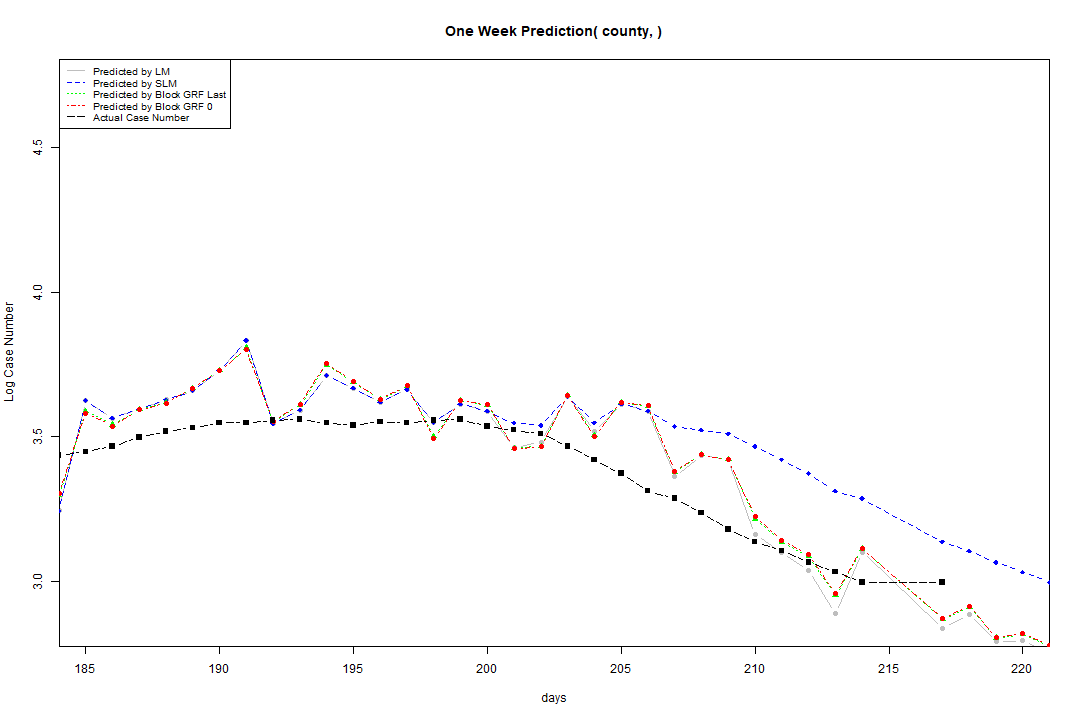 One Week Prediction( county, )
Predicted by LM
Predicted by SLM
Predicted by Block GRF Last
Predicted by Block GRF 0
Actual Case Number
4.5
4.0
3.5
3.0
Log Case Number
185 190 195 200 205 210 215 220
days